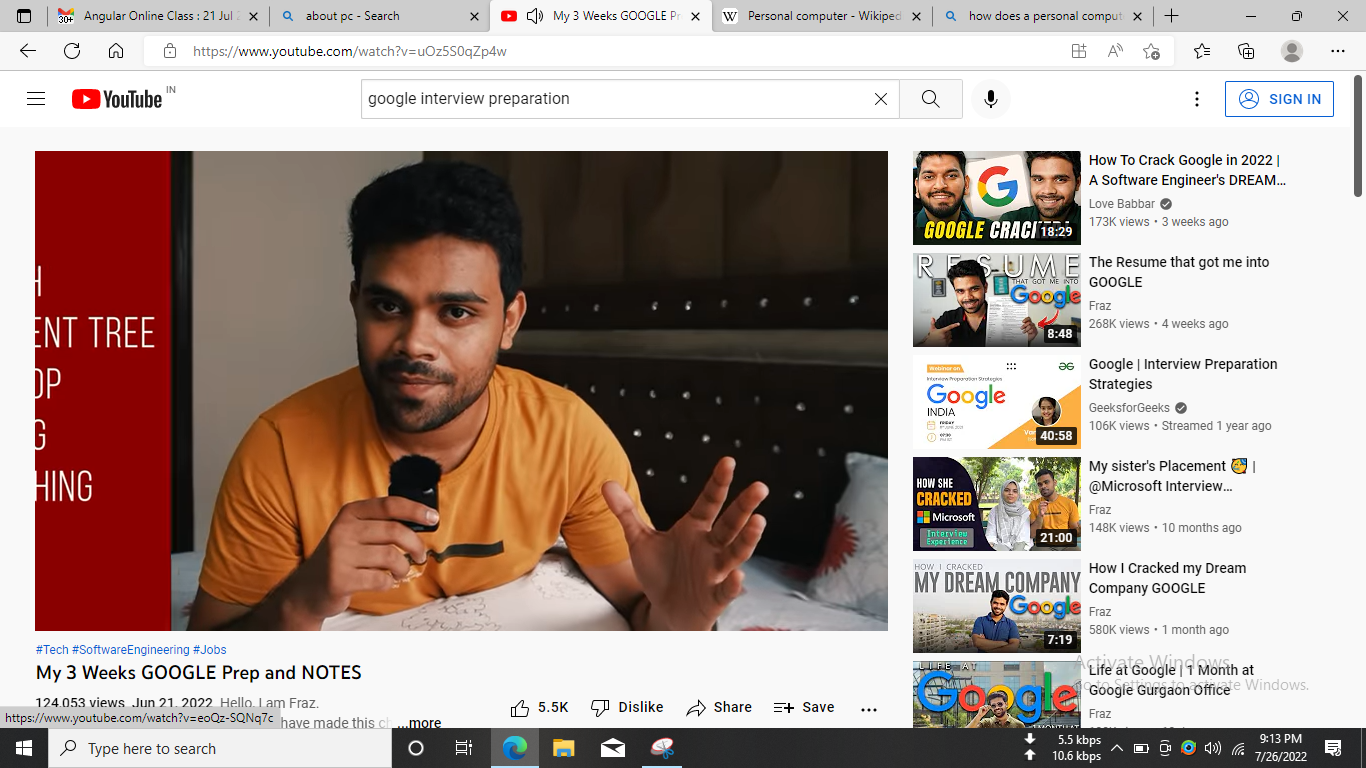 30+
Angular Online Class : 21 Jul 2
about pc - Search
My 3 Weeks GOOGLE Pr
Personal computer - Wikiped
how does a personal comput
https://www.youtube.com/watch?v=uOz5S0qZp4w
YouTube IN
google interview preparation
SIGN IN
H
ENT TREE
OP
G
HING
#Tech #SoftwareEngineering #Jobs
My 3 Weeks GOOGLE Prep and NOTES
124,053 views Jun 21, 2022 Hello, I am Fraz.
have made this ch ...more
5.5K
Dislike
Share
Save
https://www.youtube.com/watch?v=eoQz-SQNq7c
GOOGLE CRACKER!
18:29
How To Crack Google in 2022 |
A Software Engineer's DREAM...
Love Babbar
173K views • 3 weeks ago
RESUME
THAT GOT ME INTO
Google
8:48
The Resume that got me into
GOOGLE
Fraz
268K views • 4 weeks ago
Webinar on
Interview Preparation Strategies
Google
INDIA
FRIDAY
40:58
Google | Interview Preparation
Strategies
GeeksforGeeks
106K views • Streamed 1 year ago
HOW SHE
CRACKED
Microsoft
Interview
Experience
21:00
My sister's Placement 🥳 |
@Microsoft Interview...
Fraz
148K views • 10 months ago
HOW I CRACKED
MY DREAM COMPANY
Google
7:19
How I Cracked my Dream
Company GOOGLE
Fraz
580K views • 1 month ago
LIFE AT
Google
1 MONTH AT
Life at Google | 1 Month at
Google Gurgaon Office
Fraz
Activate Windows
Go to Settings to activate Windows.
Type here to search
5.5 kbps
10.6 kbps
9:13 PM
7/26/2022